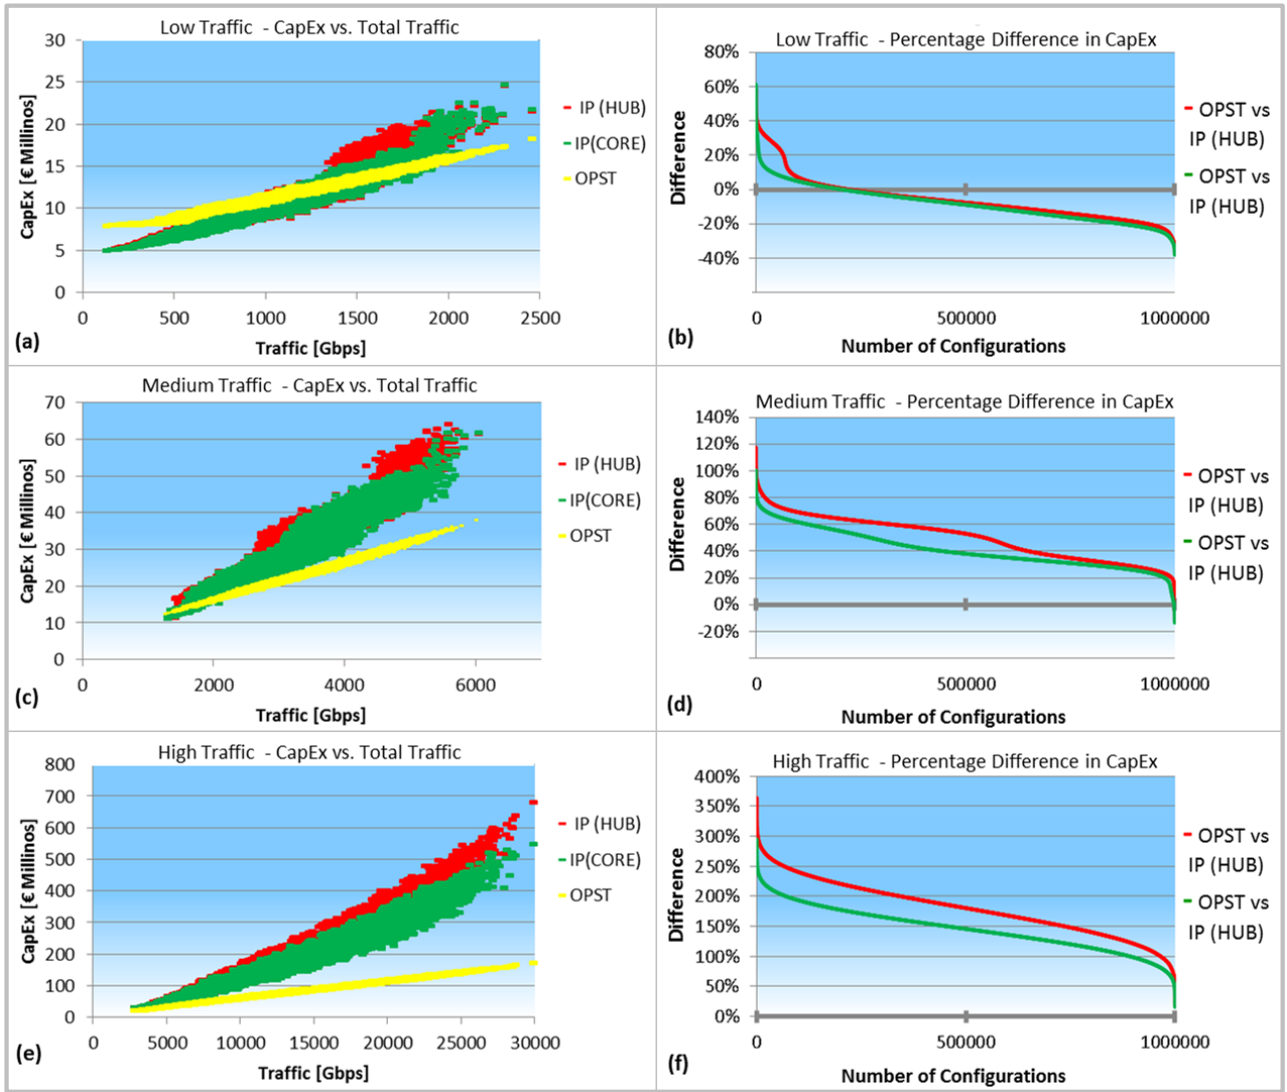 Low Traffic - CapEx vs. Total Traffic
30
25
20
15
10
5
0
CapEx [€ Millinos]
0 500 1000 1500 2000 2500
Traffic [Gbps]
IP (HUB)
IP(CORE)
OPST
(a)
Low Traffic - Percentage Difference in CapEx
80%
60%
40%
20%
0%
-20%
-40%
Difference
0 500000 1000000
Number of Configurations
OPST vs
IP (HUB)
OPST vs
IP (HUB)
(b)
Medium Traffic - CapEx vs. Total Traffic
70
60
50
40
30
20
10
0
CapEx [€ Millinos]
0 2000 4000 6000
Traffic [Gbps]
IP (HUB)
IP(CORE)
OPST
(c)
Medium Traffic - Percentage Difference in CapEx
140%
120%
100%
80%
60%
40%
20%
0%
-20%
Difference
0 500000 1000000
Number of Configurations
OPST vs
IP (HUB)
OPST vs
IP (HUB)
(d)
High Traffic - CapEx vs. Total Traffic
800
700
600
500
400
300
200
100
0
CapEx [€ Millinos]
0 5000 10000 15000 20000 25000 30000
Traffic [Gbps]
IP (HUB)
IP(CORE)
OPST
(e)
High Traffic - Percentage Difference in CapEx
400%
350%
300%
250%
200%
150%
100%
50%
0%
Difference
0 500000 1000000
Number of Configurations
OPST vs
IP (HUB)
OPST vs
IP (HUB)
(f)